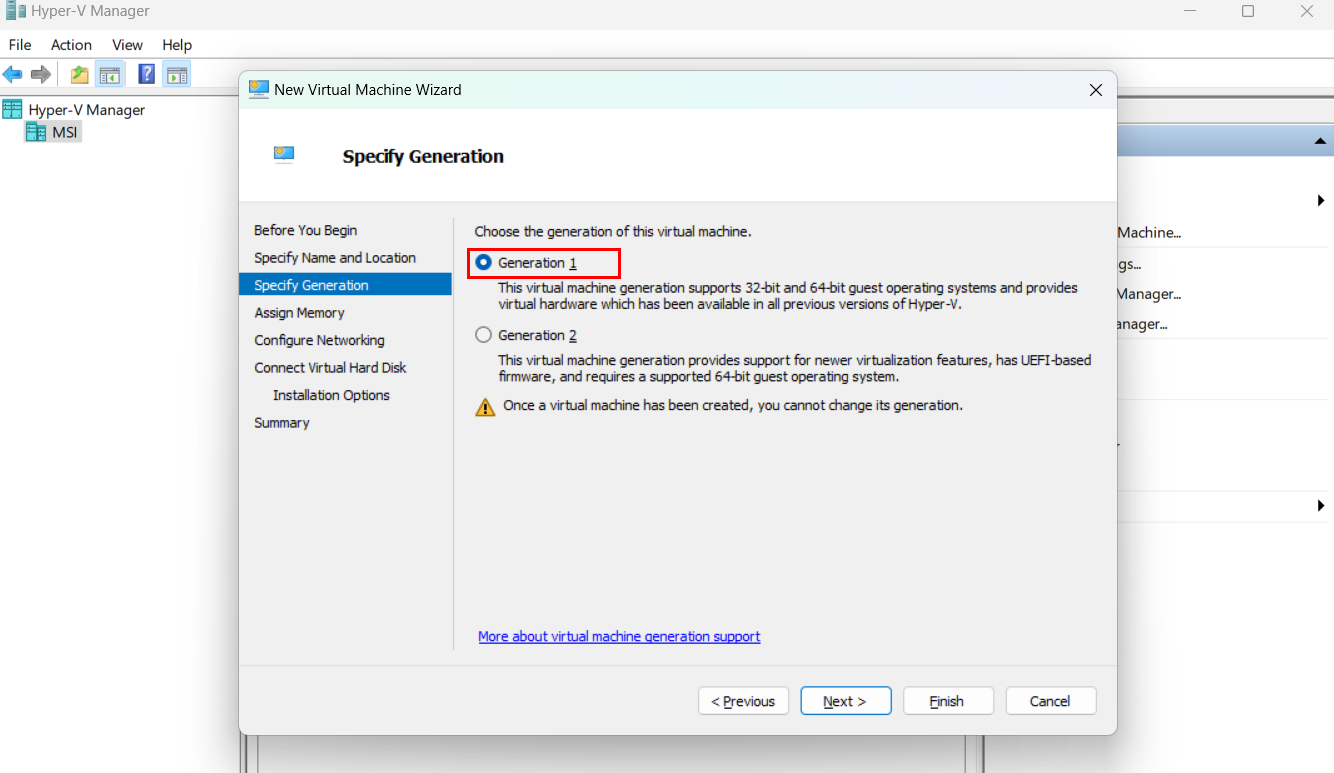 Hyper-V Manager
File Action View Help
New Virtual Machine Wizard
Hyper-V Manager
MSI
Specify Generation
Before You Begin
Specify Name and Location
Specify Generation
Assign Memory
Configure Networking
Connect Virtual Hard Disk
Installation Options
Summary
Choose the generation of this virtual machine.
Generation 1
This virtual machine generation supports 32-bit and 64-bit guest operating systems and provides
virtual hardware which has been available in all previous versions of Hyper-V.
Generation 2
This virtual machine generation provides support for newer virtualization features, has UEFI-based
firmware, and requires a supported 64-bit guest operating system.
Once a virtual machine has been created, you cannot change its generation.
More about virtual machine generation support
< Previous Next > Finish Cancel
Machine...
gs...
Manager...
anager...